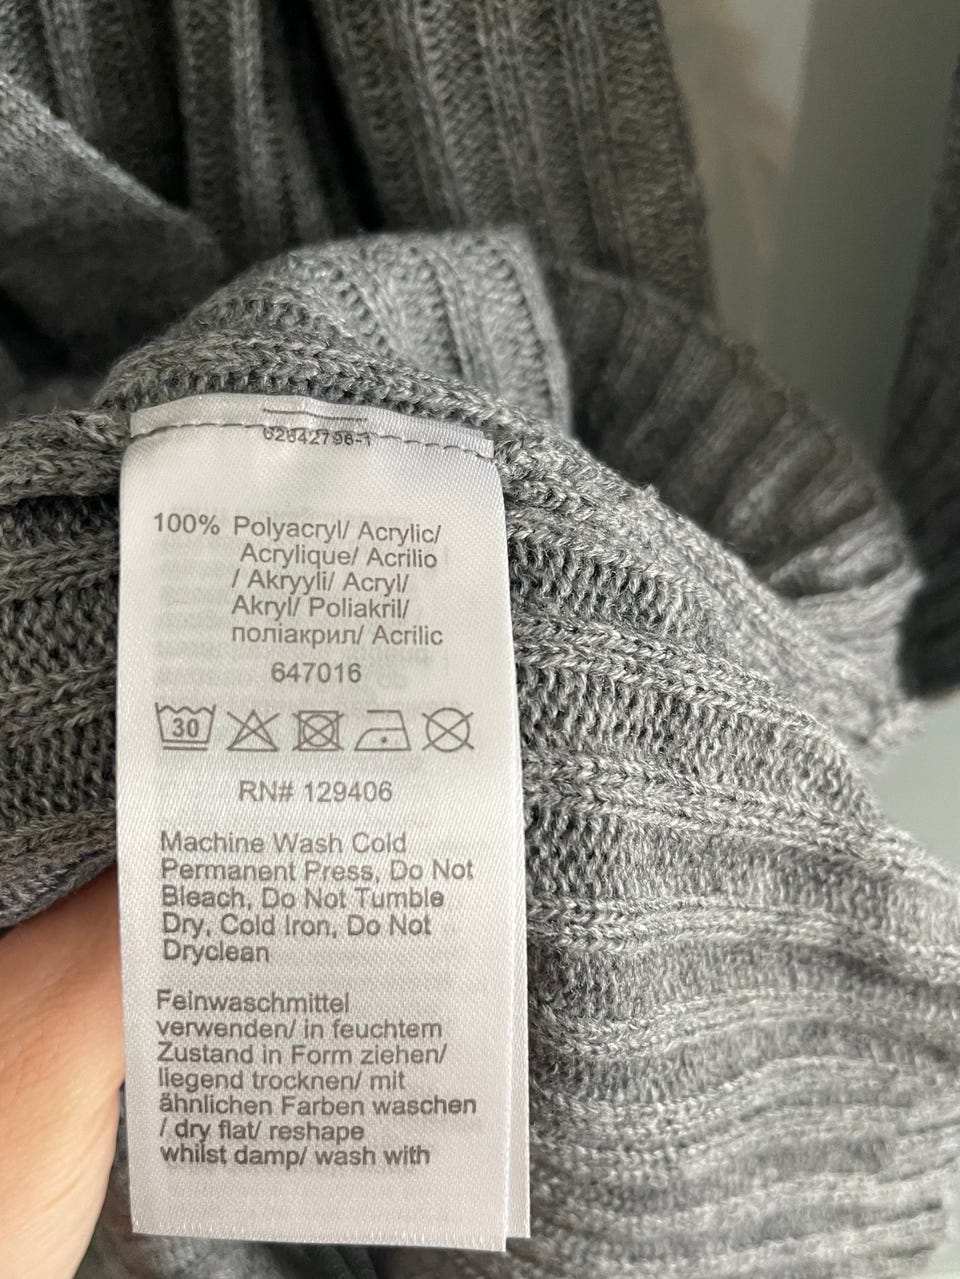 62842796-1
100% Polyacryl/ Acrylic/
Acrylique/ Acrilio
/ Akryyli/ Acryl/
Akryl/ Poliakril/
поліакрил/ Acrilic
647016
30
RN# 129406
Machine Wash Cold
Permanent Press, Do Not
Bleach, Do Not Tumble
Dry, Cold Iron, Do Not
Dryclean
Feinwaschmittel
verwenden/ in feuchtem
Zustand in Form ziehen/
liegend trocknen/ mit
ähnlichen Farben waschen
/ dry flat/ reshape
whilst damp/ wash with